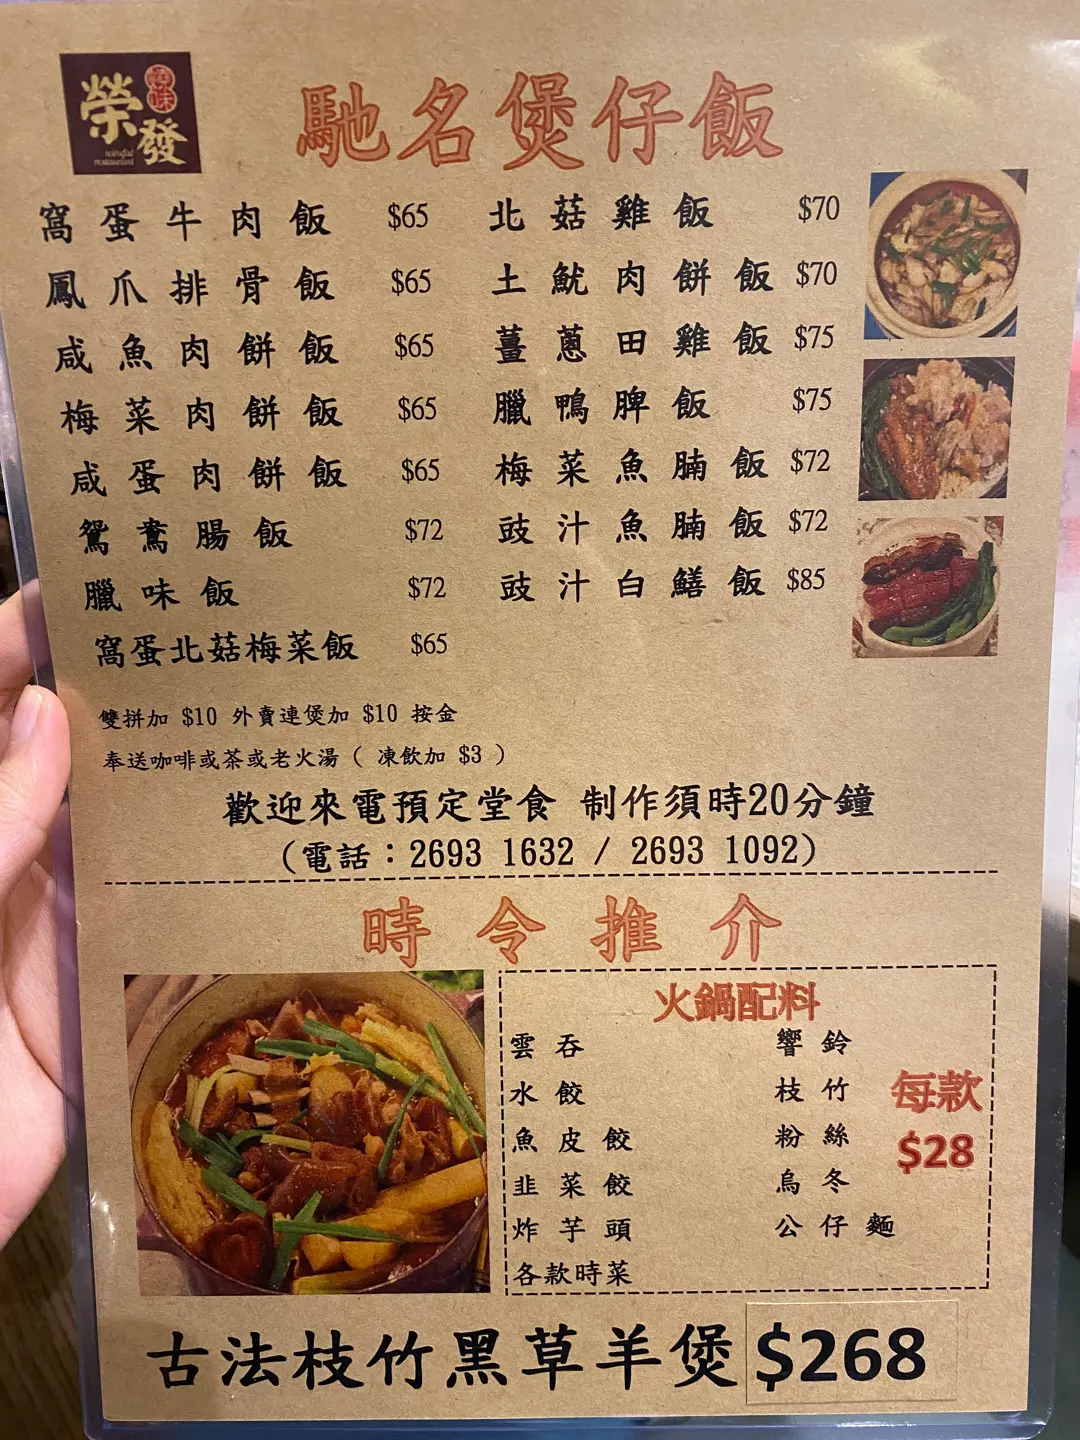 榮發
馳名煲仔飯
窩蛋牛肉飯 $65
鳳爪排骨飯 $65
咸魚肉餅飯 $65
梅菜肉餅飯 $65
咸蛋肉餅飯 $65
鴛鴦腸飯 $72
臘味飯 $72
窩蛋北菇梅菜飯 $65
北菇雞飯 $70
土魷肉餅飯 $70
薑蔥田雞飯 $75
臘鴨脾飯 $75
梅菜魚腩飯 $72
豉汁魚腩飯 $72
豉汁白鱔飯 $85
雙拼加 $10 外賣連煲加 $10 按金
奉送咖啡或茶或老火湯 ( 凍飲加 $3 )
歡迎來電預定堂食 制作須時20分鐘
(電話：2693 1632 / 2693 1092)
時令推介
火鍋配料
雲吞
水餃
魚皮餃
韭菜餃
炸芋頭
各款時菜
響鈴
枝竹
粉絲
烏冬
公仔麵
每款
$28
古法枝竹黑草羊煲 $268